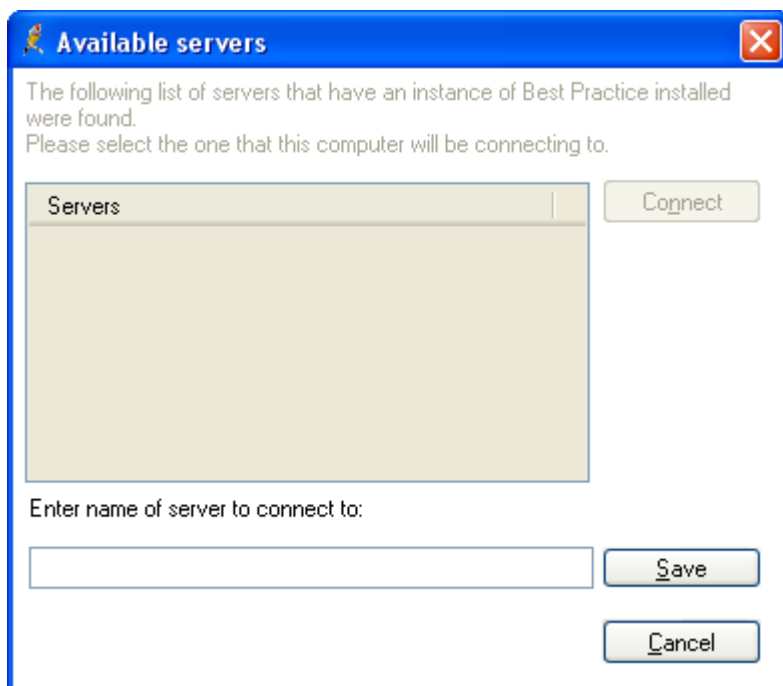 Available servers
The following list of servers that have an instance of Best Practice installed
were found.
Please select the one that this computer will be connecting to.
Servers
Connect
Enter name of server to connect to:
Save
Cancel